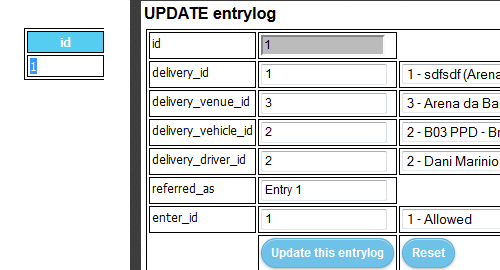 id
1
UPDATE entrylog
id 1
delivery_id 1 1 - sdfsdf (Arena
delivery_venue_id 3 3 - Arena da Ba
delivery_vehicle_id 2 2 - B03 PPD - Br
delivery_driver_id 2 2 - Dani Marinio
referred_as Entry 1
enter_id 1 1 - Allowed
Update this entrylog Reset